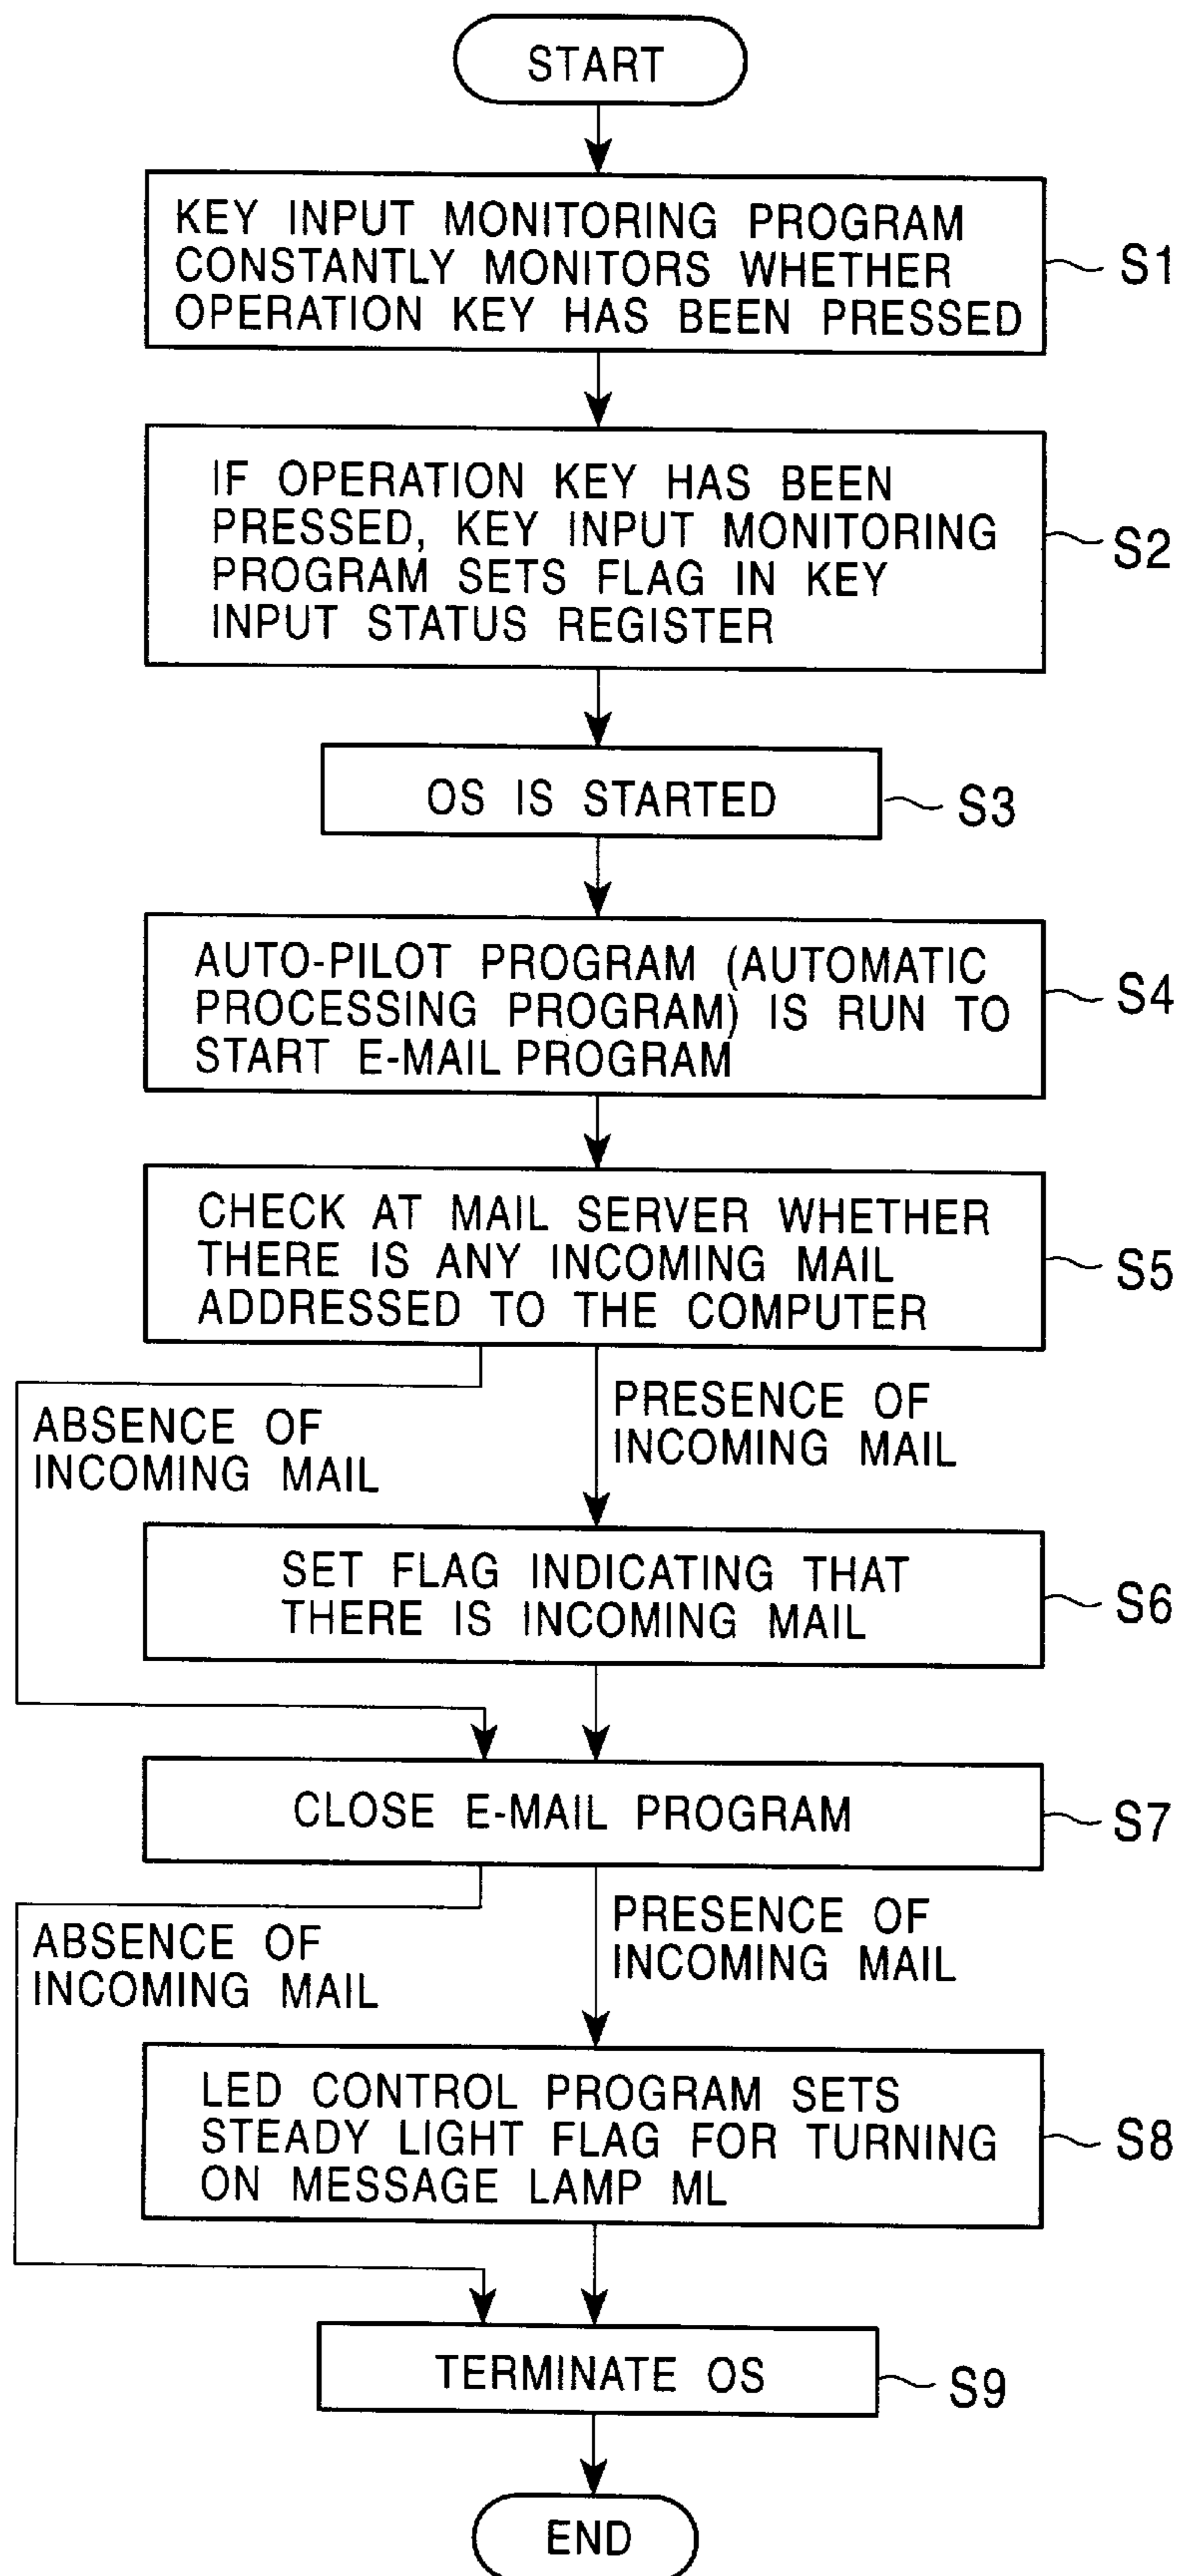 START
KEY INPUT MONITORING PROGRAM
CONSTANTLY MONITORS WHETHER
OPERATION KEY HAS BEEN PRESSED
S1
IF OPERATION KEY HAS BEEN
PRESSED, KEY INPUT MONITORING
PROGRAM SETS FLAG IN KEY
INPUT STATUS REGISTER
S2
OS IS STARTED
S3
AUTO-PILOT PROGRAM (AUTOMATIC
PROCESSING PROGRAM) IS RUN TO
START E-MAIL PROGRAM
S4
CHECK AT MAIL SERVER WHETHER
THERE IS ANY INCOMING MAIL
ADDRESSED TO THE COMPUTER
S5
ABSENCE OF
INCOMING MAIL
PRESENCE OF
INCOMING MAIL
SET FLAG INDICATING THAT
THERE IS INCOMING MAIL
S6
CLOSE E-MAIL PROGRAM
S7
ABSENCE OF
INCOMING MAIL
PRESENCE OF
INCOMING MAIL
LED CONTROL PROGRAM SETS
STEADY LIGHT FLAG FOR TURNING
ON MESSAGE LAMP ML
S8
TERMINATE OS
S9
END